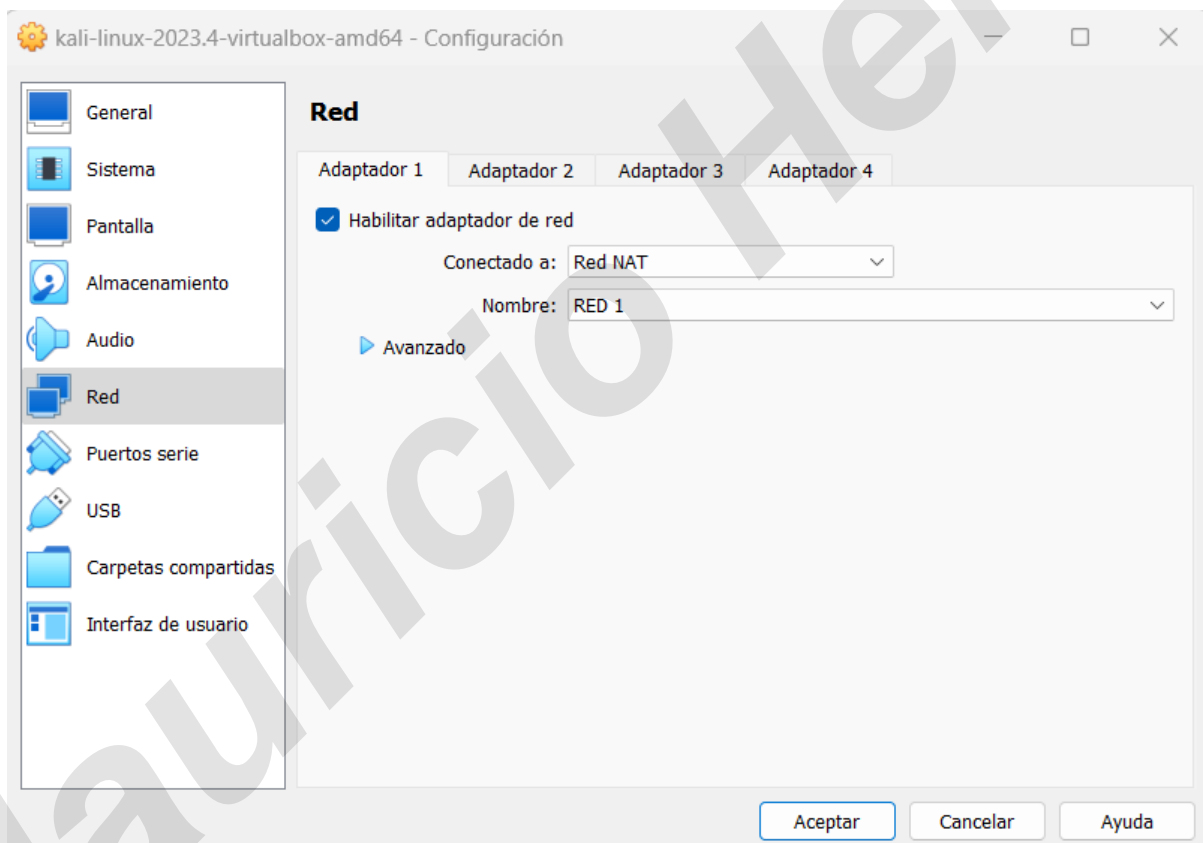 kali-linux-2023.4-virtualbox-amd64 - Configuración
General
Sistema
Pantalla
Almacenamiento
Audio
Red
Puertos serie
USB
Carpetas compartidas
Interfaz de usuario
Red
Adaptador 1 Adaptador 2 Adaptador 3 Adaptador 4
Habilitar adaptador de red
Conectado a: Red NAT
Nombre: RED 1
Avanzado
Aceptar Cancelar Ayuda